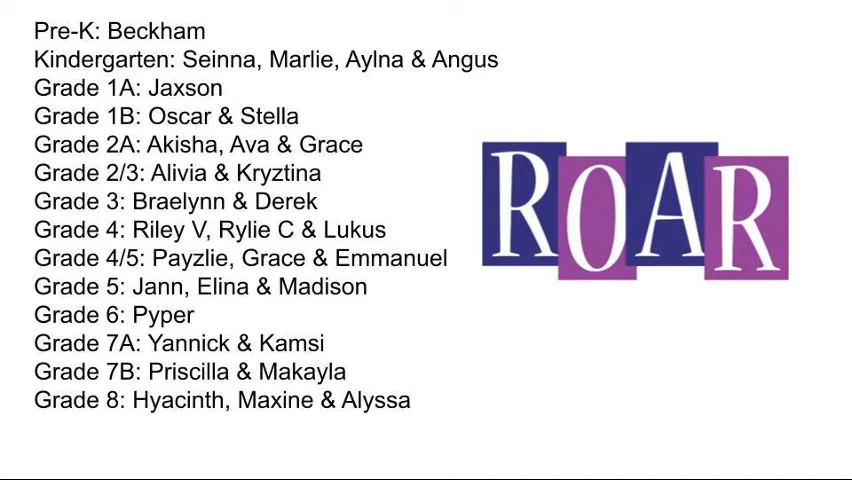 Pre-K: Beckham
Kindergarten: Seinna, Marlie, Aylna & Angus
Grade 1A: Jaxson
Grade 1B: Oscar & Stella
Grade 2A: Akisha, Ava & Grace
Grade 2/3: Alivia & Kryztina
Grade 3: Braelynn & Derek
Grade 4: Riley V, Rylie C & Lukus
Grade 4/5: Payzlie, Grace & Emmanuel
Grade 5: Jann, Elina & Madison
Grade 6: Pyper
Grade 7A: Yannick & Kamsi
Grade 7B: Priscilla & Makayla
Grade 8: Hyacinth, Maxine & Alyssa
ROAR